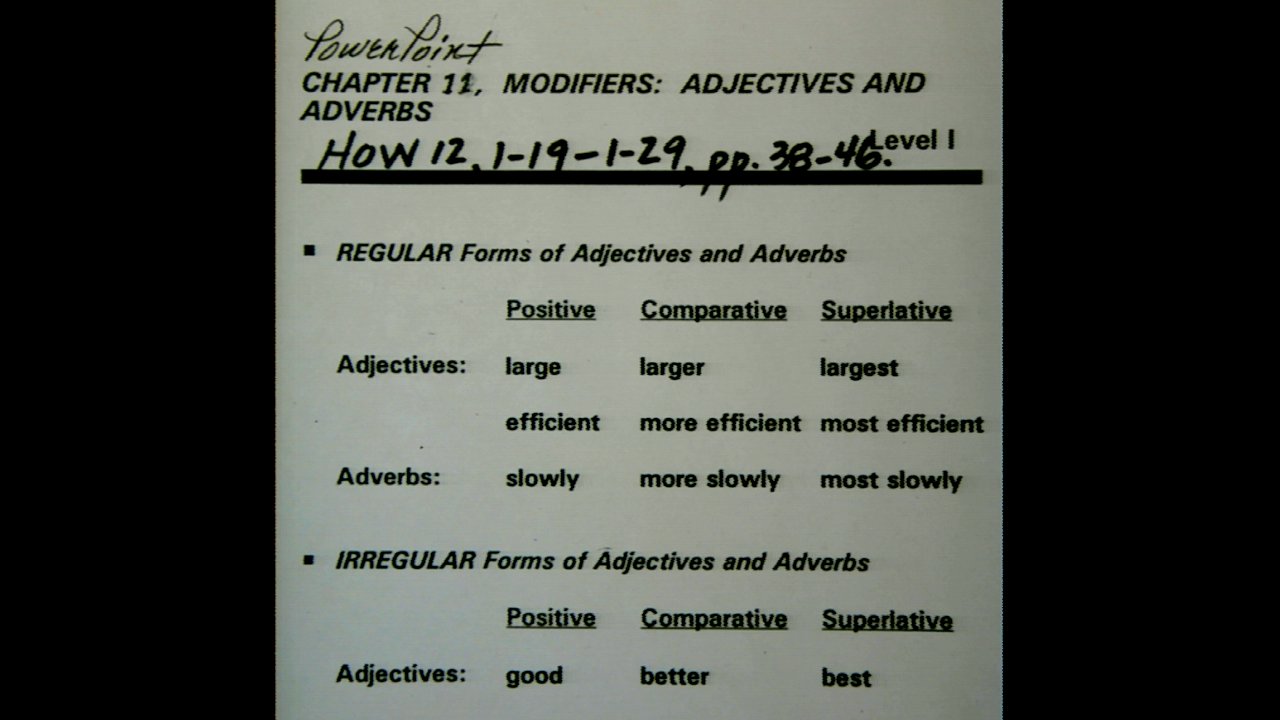 PowerPoint
CHAPTER 11, MODIFIERS: ADJECTIVES AND
ADVERBS
Level I
HOW 12, 1-19-1-29, pp. 38-46.
■ REGULAR Forms of Adjectives and Adverbs
Positive Comparative Superlative
Adjectives: large larger largest
efficient more efficient most efficient
Adverbs: slowly more slowly most slowly
■ IRREGULAR Forms of Adjectives and Adverbs
Positive Comparative Superlative
Adjectives: good better best